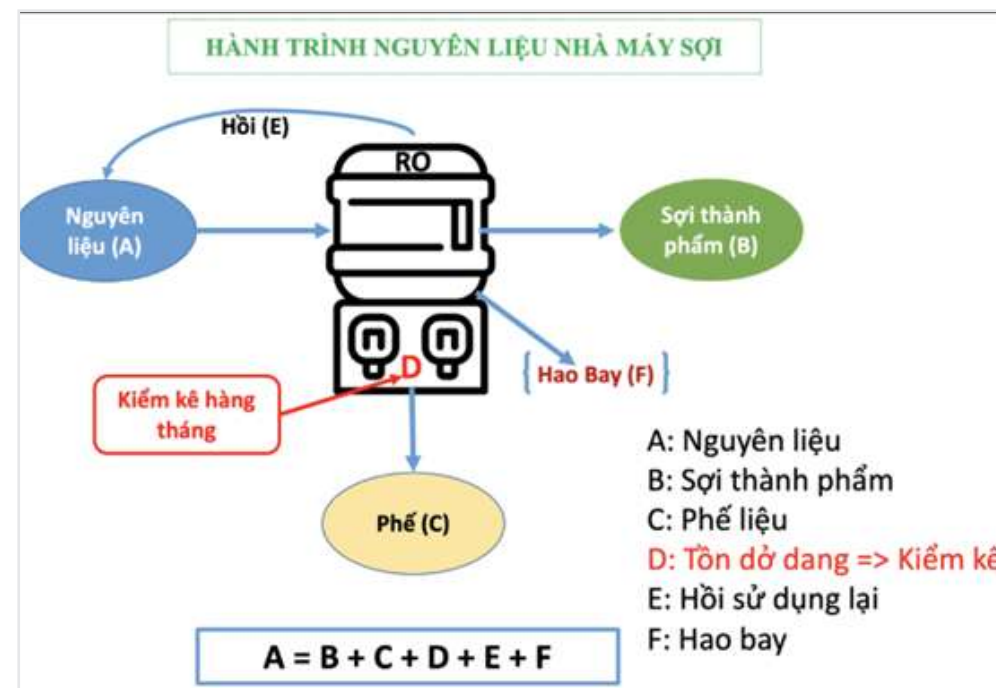 HÀNH TRÌNH NGUYÊN LIỆU NHÀ MÁY SỢI
Hồi (E)
RO
Nguyên
liệu (A)
Sợi thành
phẩm (B)
D
{ Hao Bay (F) }
Kiểm kê hàng
tháng
Phế (C)
A: Nguyên liệu
B: Sợi thành phẩm
C: Phế liệu
D: Tồn dở dang => Kiểm kê
E: Hồi sử dụng lại
F: Hao bay
A = B + C + D + E + F